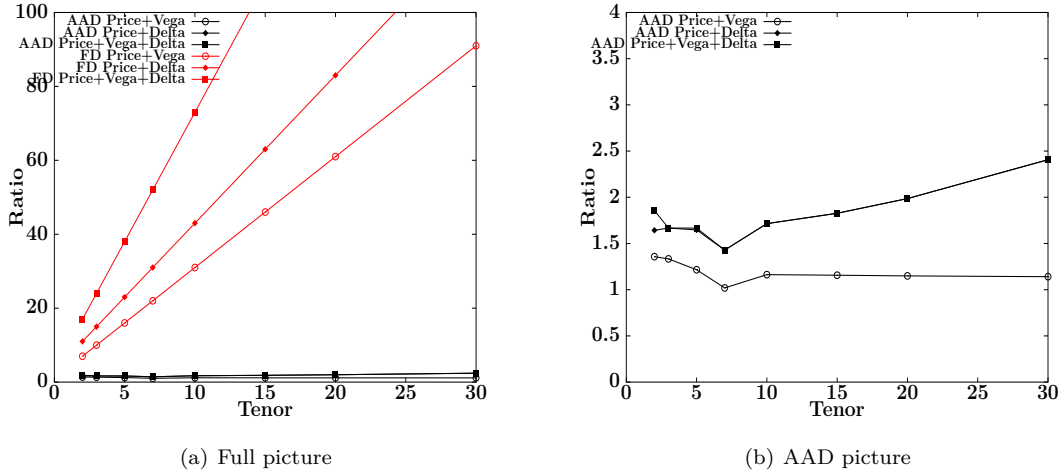 100
80
60
40
20
0
Ratio
AAD Price+Vega
AAD Price+Delta
AAD Price+Vega+Delta
FD Price+Vega
FD Price+Delta
FD Price+Vega+Delta
5 10 15 20 25 30
Tenor
(a) Full picture
4
3.5
3
2.5
2
1.5
1
0.5
0
Ratio
AAD Price+Vega
AAD Price+Delta
AAD Price+Vega+Delta
0 5 10 15 20 25 30
Tenor
(b) AAD picture